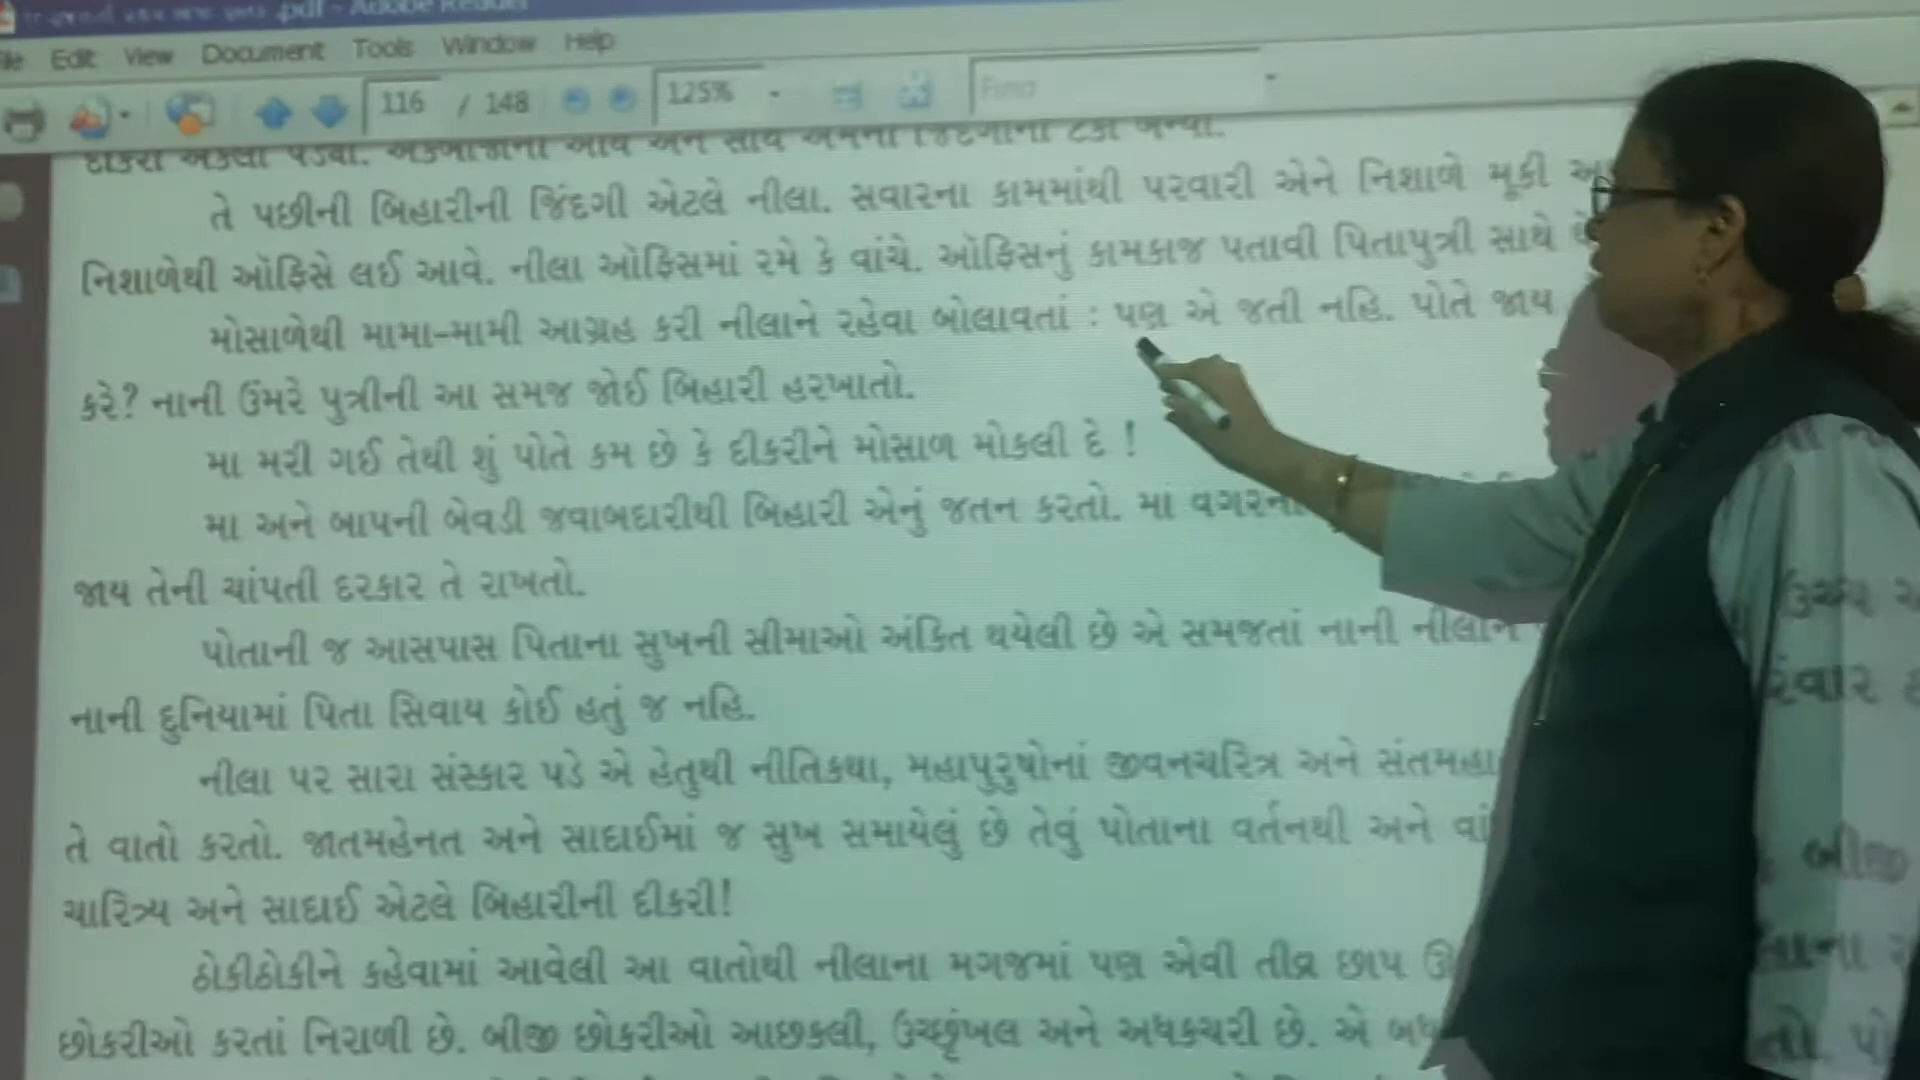 .pdf - Adobe Reader
File Edit View Document Tools Window Help
116 / 148 125% Find
તે પછીની બિહારીની જિંદગી એટલે નીલા. સવારના કામમાંથી પરવારી એને નિશાળે મૂકી
નિશાળેથી ઑફિસે લઈ આવે. નીલા ઑફિસમાં રમે કે વાંચે. ઑફિસનું કામકાજ પતાવી પિતાપુત્રી સાથે
મોસાળેથી મામા-મામી આગ્રહ કરી નીલાને રહેવા બોલાવતાં : પણ એ જતી નહિ. પોતે જાય
કરે? નાની ઉંમરે પુત્રીની આ સમજ જોઈ બિહારી હરખાતો.
મા મરી ગઈ તેથી શું પોતે કમ છે કે દીકરીને મોસાળ મોકલી દે !
મા અને બાપની બેવડી જવાબદારીથી બિહારી એનું જતન કરતો. મા વગરની
જાય તેની ચાંપતી દરકાર તે રાખતો.
પોતાની જ આસપાસ પિતાના સુખની સીમાઓ અંકિત થયેલી છે એ સમજતાં નાની નીલાને
નાની દુનિયામાં પિતા સિવાય કોઈ હતું જ નહિ.
નીલા પર સારા સંસ્કાર પડે એ હેતુથી નીતિકથા, મહાપુરુષોનાં જીવનચરિત્ર અને
તે વાતો કરતો. જાતમહેનત અને સાદાઈમાં જ સુખ સમાયેલું છે તેવું પોતાના વર્તનથી અને
ચારિત્ર્ય અને સાદાઈ એટલે બિહારીની દીકરી!
ઠોકીઠોકીને કહેવામાં આવેલી આ વાતોથી નીલાના મગજમાં પણ એવી તીવ્ર છાપ
છોકરીઓ કરતાં નિરાળી છે. બીજી છોકરીઓ આછકલી, ઉચ્છૃંખલ અને અધકચરી છે. એ